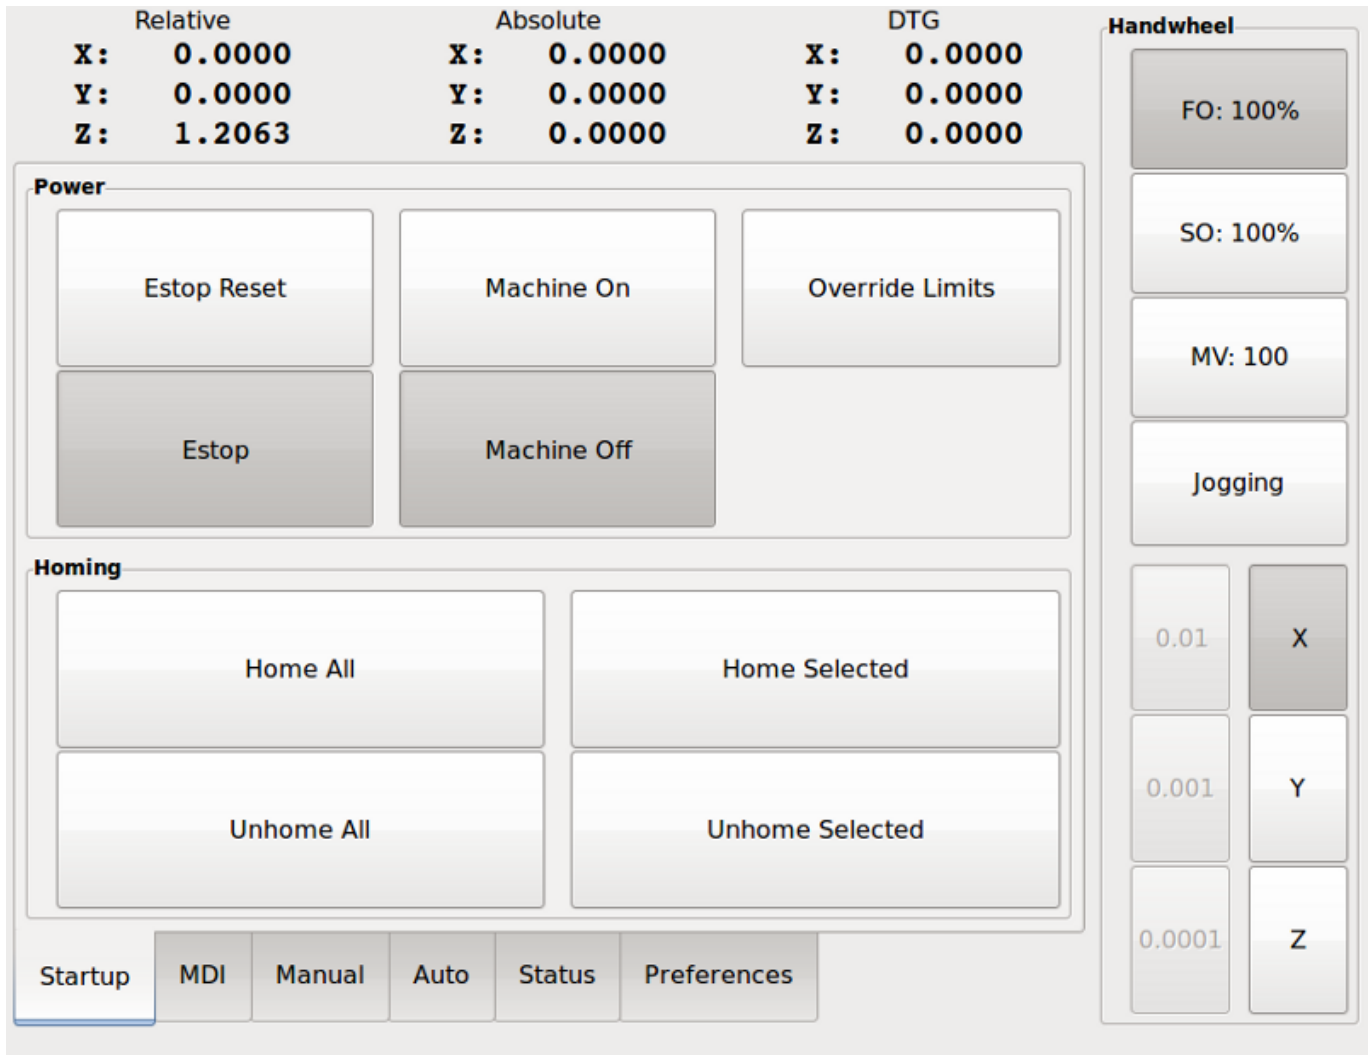 Relative Absolute DTG
X: 0.0000 X: 0.0000 X: 0.0000
Y: 0.0000 Y: 0.0000 Y: 0.0000
Z: 1.2063 Z: 0.0000 Z: 0.0000
Power
Estop Reset Machine On Override Limits
Estop Machine Off
Homing
Home All Home Selected
Unhome All Unhome Selected
Startup MDI Manual Auto Status Preferences
Handwheel
FO: 100%
SO: 100%
MV: 100
Jogging
0.01 X
0.001 Y
0.0001 Z